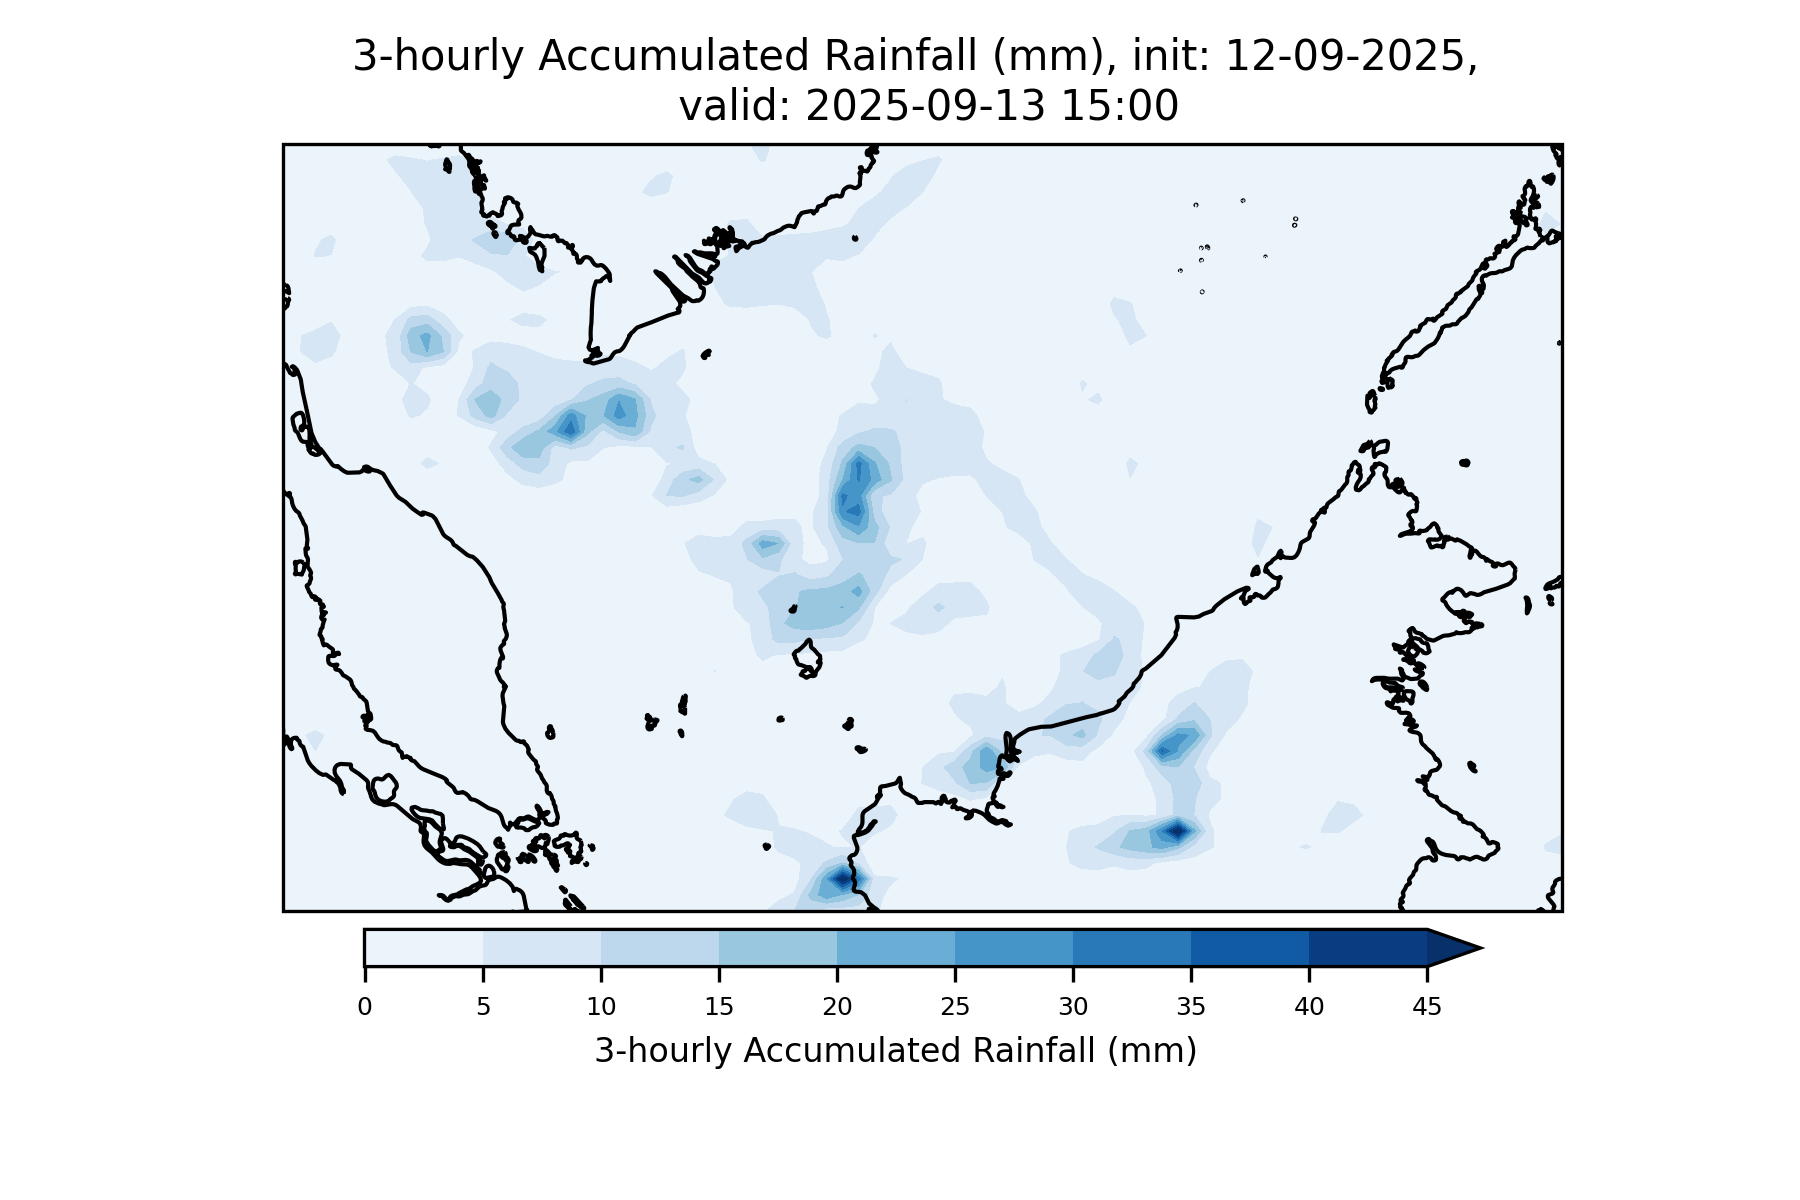 3-hourly Accumulated Rainfall (mm), init: 12-09-2025,
valid: 2025-09-13 15:00
0 5 10 15 20 25 30 35 40 45
3-hourly Accumulated Rainfall (mm)